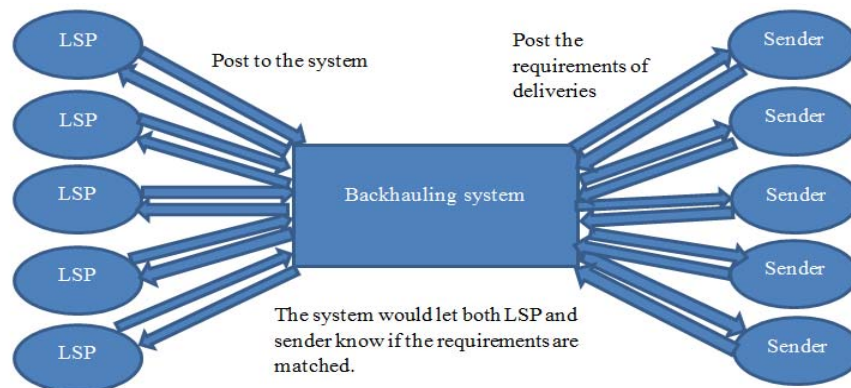 LSP
Post to the system
Post the
requirements of
deliveries
Sender
LSP
Sender
LSP
Backhauling system
Sender
LSP
Sender
The system would let both LSP and
sender know if the requirements are
matched.
LSP
Sender